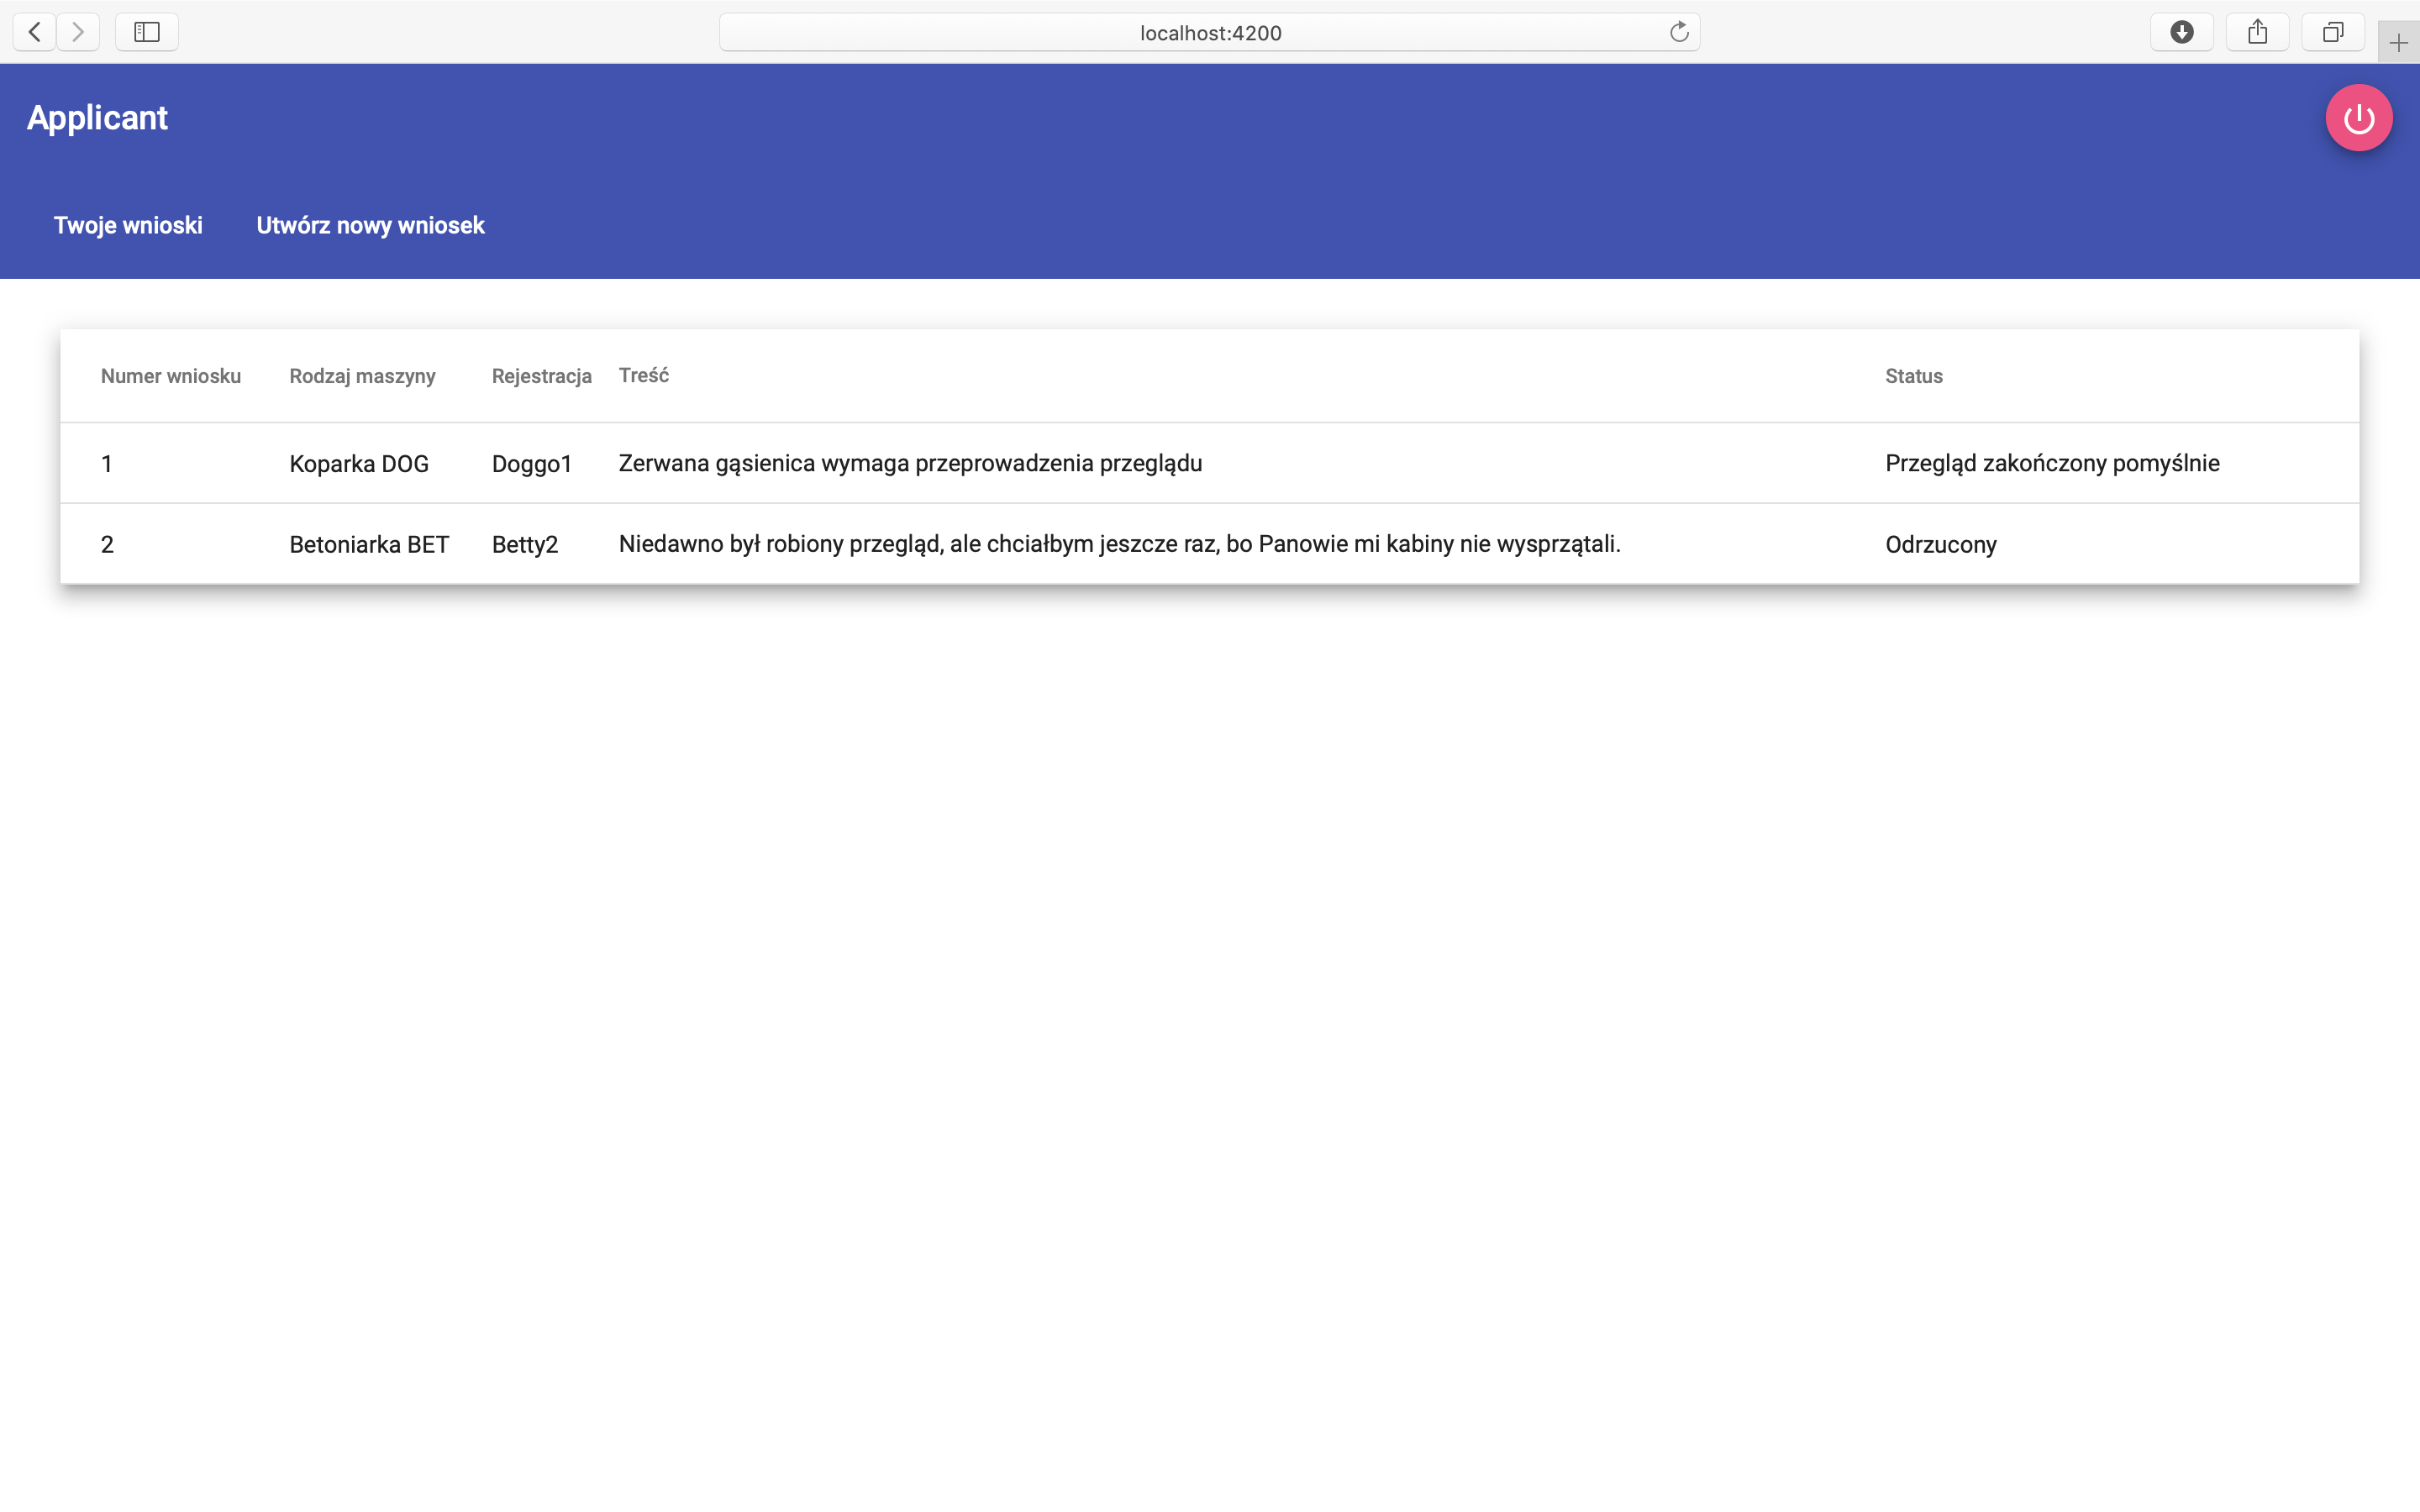 localhost:4200
Applicant
Twoje wnioski Utwórz nowy wniosek
Numer wniosku Rodzaj maszyny Rejestracja Treść Status
1 Koparka DOG Doggo1 Zerwana gąsienica wymaga przeprowadzenia przeglądu Przegląd zakończony pomyślnie
2 Betoniarka BET Betty2 Niedawno był robiony przegląd, ale chciałbym jeszcze raz, bo Panowie mi kabiny nie wysprzątali. Odrzucony